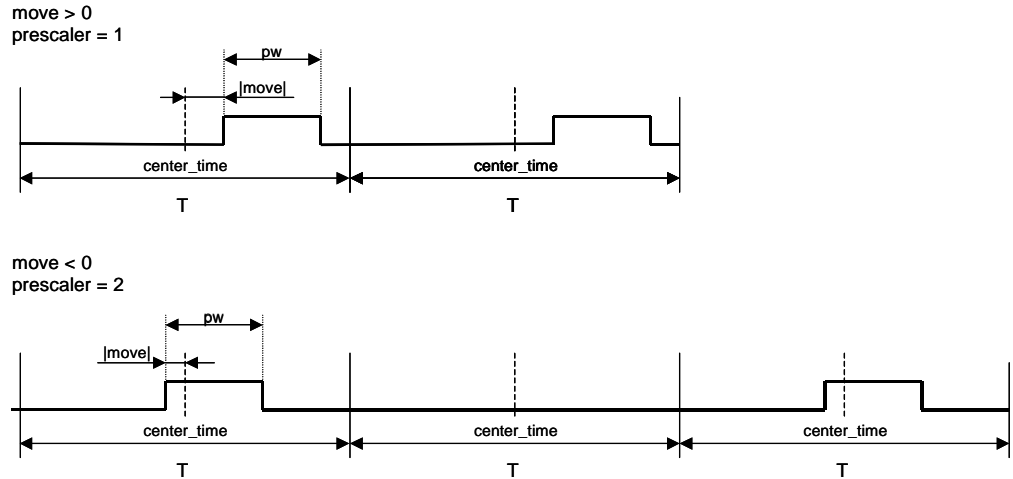 move > 0
prescaler = 1
pw
|move|
center_time
center_time
T
T
move < 0
prescaler = 2
pw
|move|
center_time
center_time
center_time
T
T
T